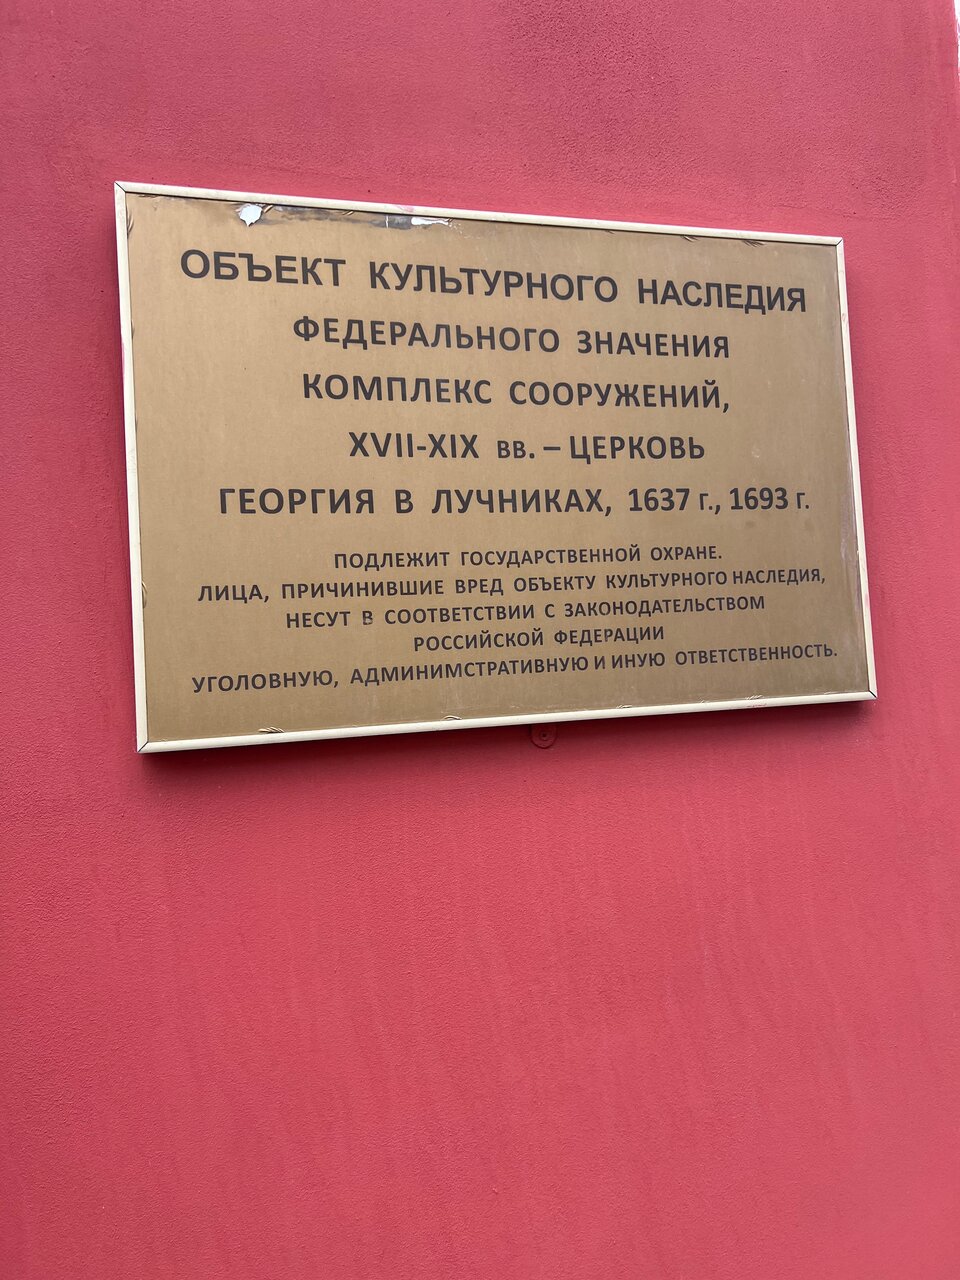 ОБЪЕКТ КУЛЬТУРНОГО НАСЛЕДИЯ
ФЕДЕРАЛЬНОГО ЗНАЧЕНИЯ
КОМПЛЕКС СООРУЖЕНИЙ,
XVII-XIX вв. – ЦЕРКОВЬ
ГЕОРГИЯ В ЛУЧНИКАХ, 1637 г., 1693 г.
ПОДЛЕЖИТ ГОСУДАРСТВЕННОЙ ОХРАНЕ.
ЛИЦА, ПРИЧИНИВШИЕ ВРЕД ОБЪЕКТУ КУЛЬТУРНОГО НАСЛЕДИЯ,
НЕСУТ В СООТВЕТСТВИИ С ЗАКОНОДАТЕЛЬСТВОМ
РОССИЙСКОЙ ФЕДЕРАЦИИ
УГОЛОВНУЮ, АДМИНИМСТРАТИВНУЮ И ИНУЮ ОТВЕТСТВЕННОСТЬ.